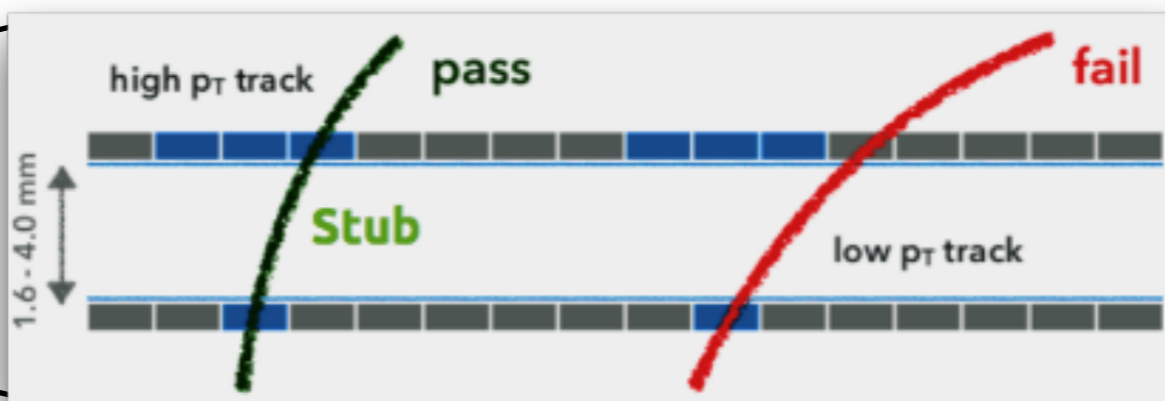 high pT track
pass
fail
1.6 - 4.0 mm
Stub
low pT track